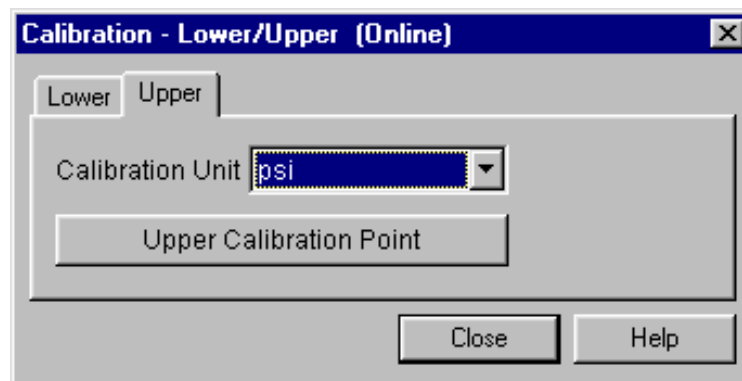 Calibration - Lower/Upper (Online)
Lower Upper
Calibration Unit psi
Upper Calibration Point
Close Help